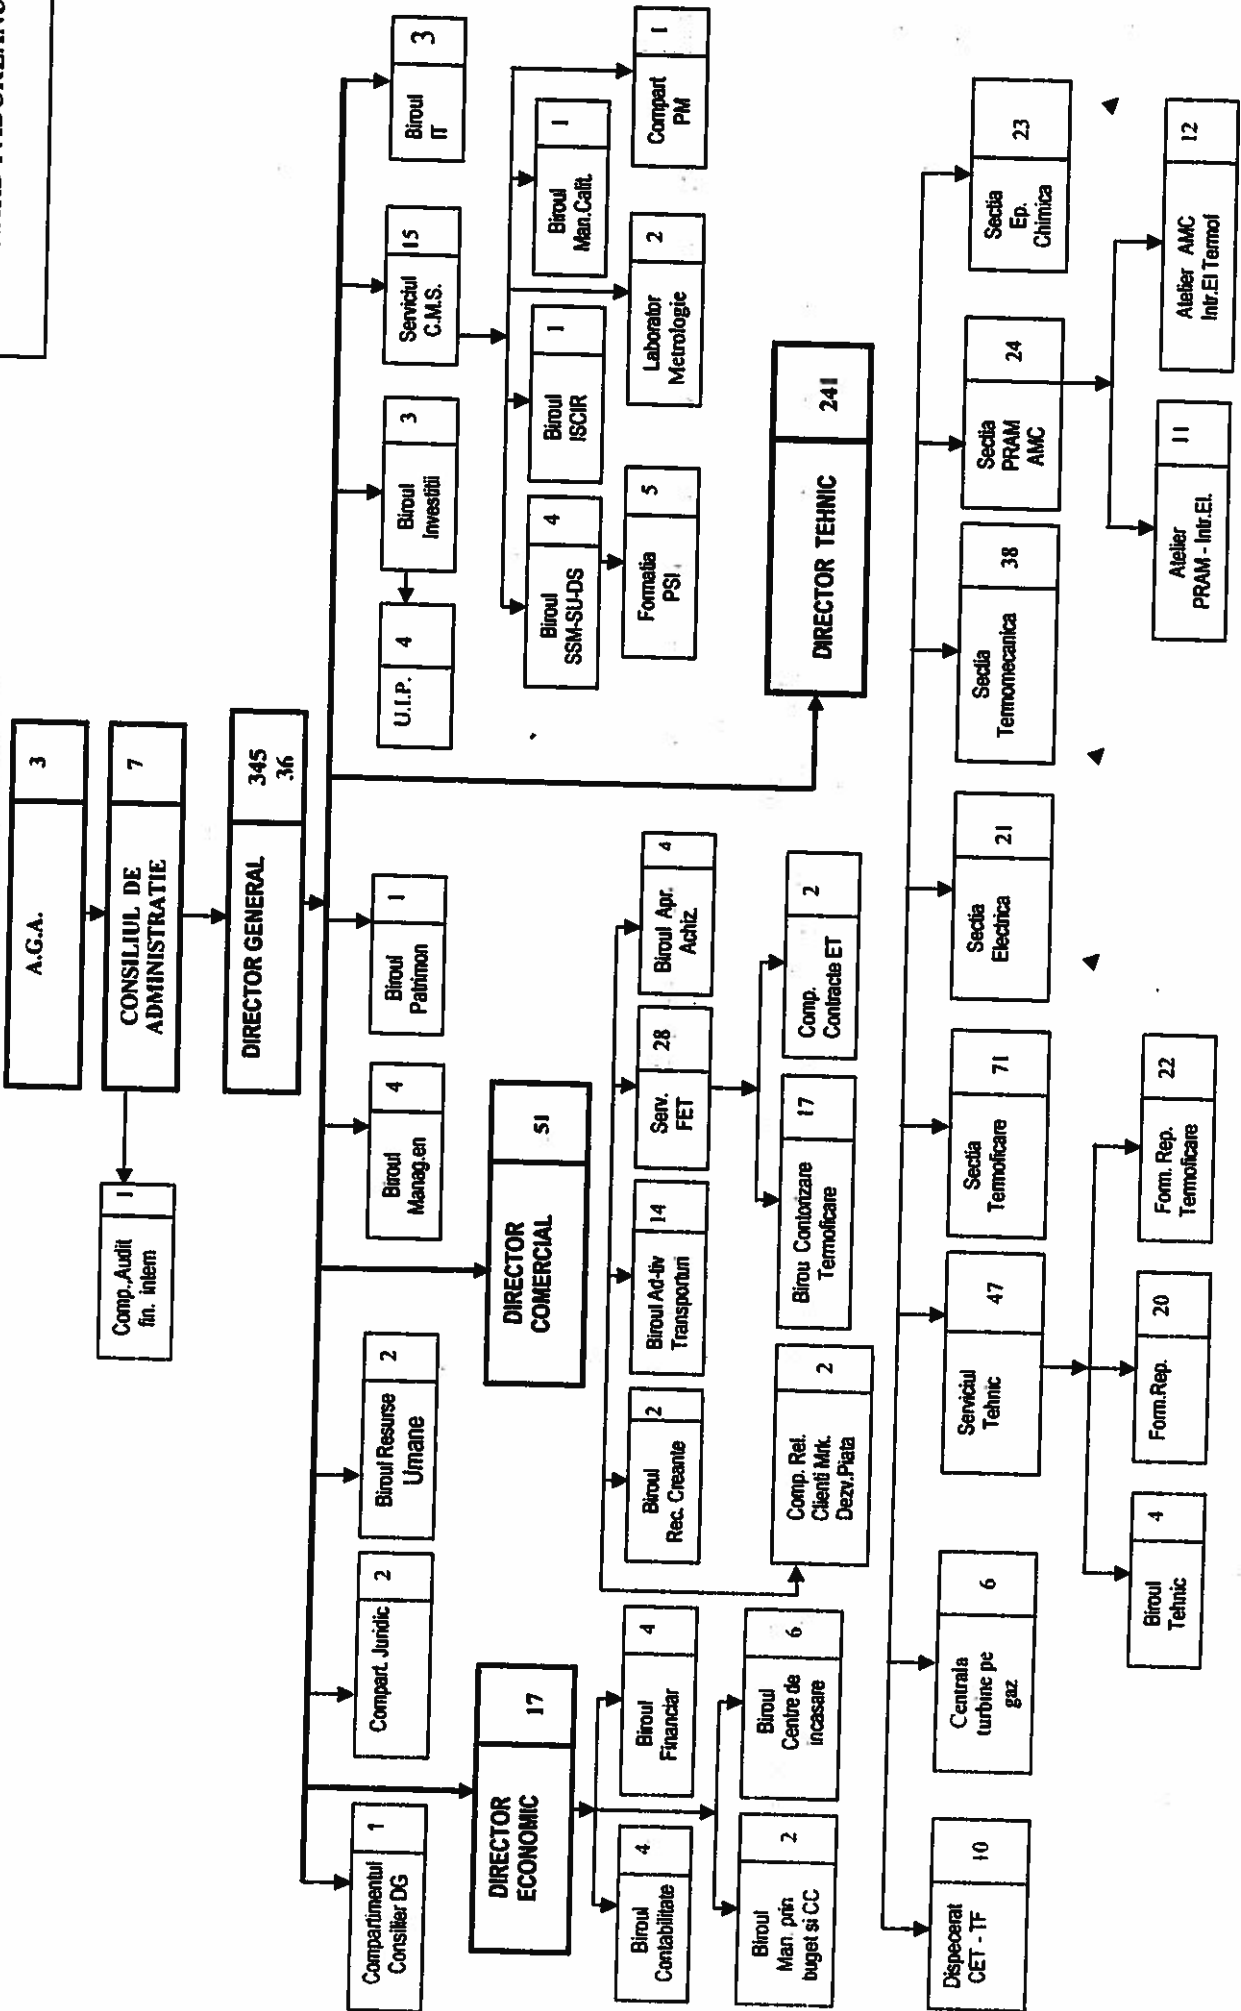 A.G.A.
3
CONSILIUL DE
ADMINISTRATIE
7
Comp.,Audit
fin. intern
1
DIRECTOR GENERAL
345
36
Compartimentul
Consilier DG
1
Compart. Juridic
2
Biroul Resurse
Umane
2
Biroul
Manag.en
4
Biroul
Patrimon
1
U.I.P.
4
Biroul
Investitii
3
Serviciul
C.M.S.
15
Biroul
IT
3
DIRECTOR
ECONOMIC
17
DIRECTOR
COMERCIAL
51
Biroul
SSM-SU-DS
4
Biroul
ISCIR
1
Biroul
Man.Calit.
1
Formatia
PSI
5
Laborator
Metrologie
2
Compart
PM
1
Biroul
Contabilitate
4
Biroul
Financiar
4
Biroul
Rec. Creante
2
Biroul Ad-tiv
Transporturi
14
Serv.
FET
28
Biroul Apr.
Achiz.
4
Biroul
Man. prin
buget si CC
2
Biroul
Centre de
incasare
6
Comp. Rel.
Clienti Mrk.
Dezv.Piata
2
Birou Contorizare
Termoficare
17
Comp.
Contracte ET
2
DIRECTOR TEHNIC
241
Dispecerat
CET - TF
10
Centrala
turbine pe
gaz
6
Serviciul
Tehnic
47
Sectia
Termoficare
71
Sectia
Electrica
21
Sectia
Termomecanica
38
Sectia
PRAM
AMC
24
Sectia
Ep.
Chimica
23
Biroul
Tehnic
4
Form.Rep.
20
Form. Rep.
Termoficare
22
Atelier
PRAM - Intr.El.
11
Atelier AMC
Intr.El Termof
12